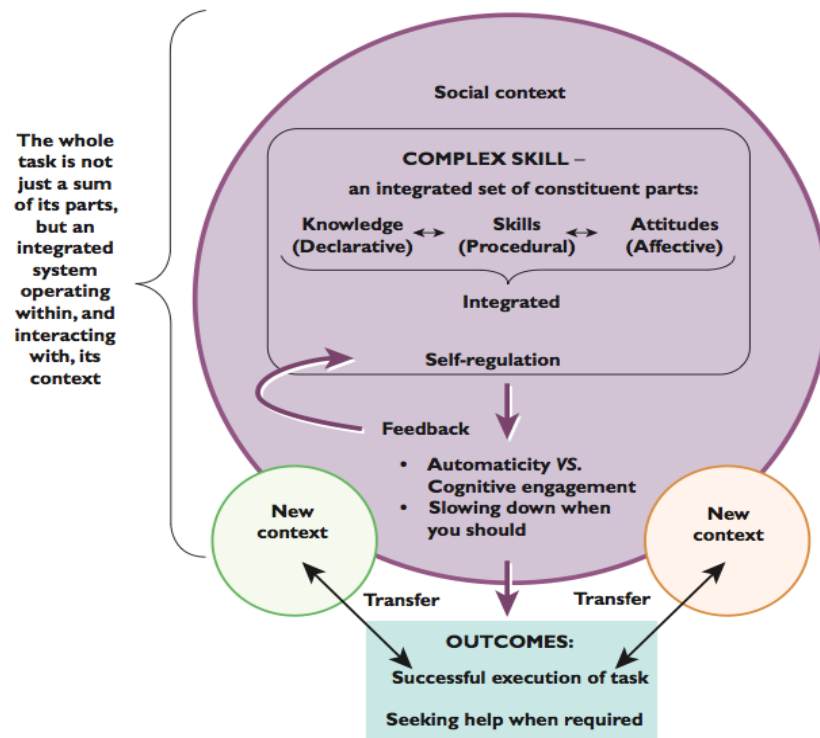 The whole
task is not
just a sum
of its parts,
but an
integrated
system
operating
within, and
interacting
with, its
context
Social context
COMPLEX SKILL –
an integrated set of constituent parts:
Knowledge Skills Attitudes
(Declarative) (Procedural) (Affective)
Integrated
Self-regulation
Feedback
• Automaticity VS.
Cognitive engagement
• Slowing down when
you should
New
context
New
context
Transfer Transfer
OUTCOMES:
Successful execution of task
Seeking help when required